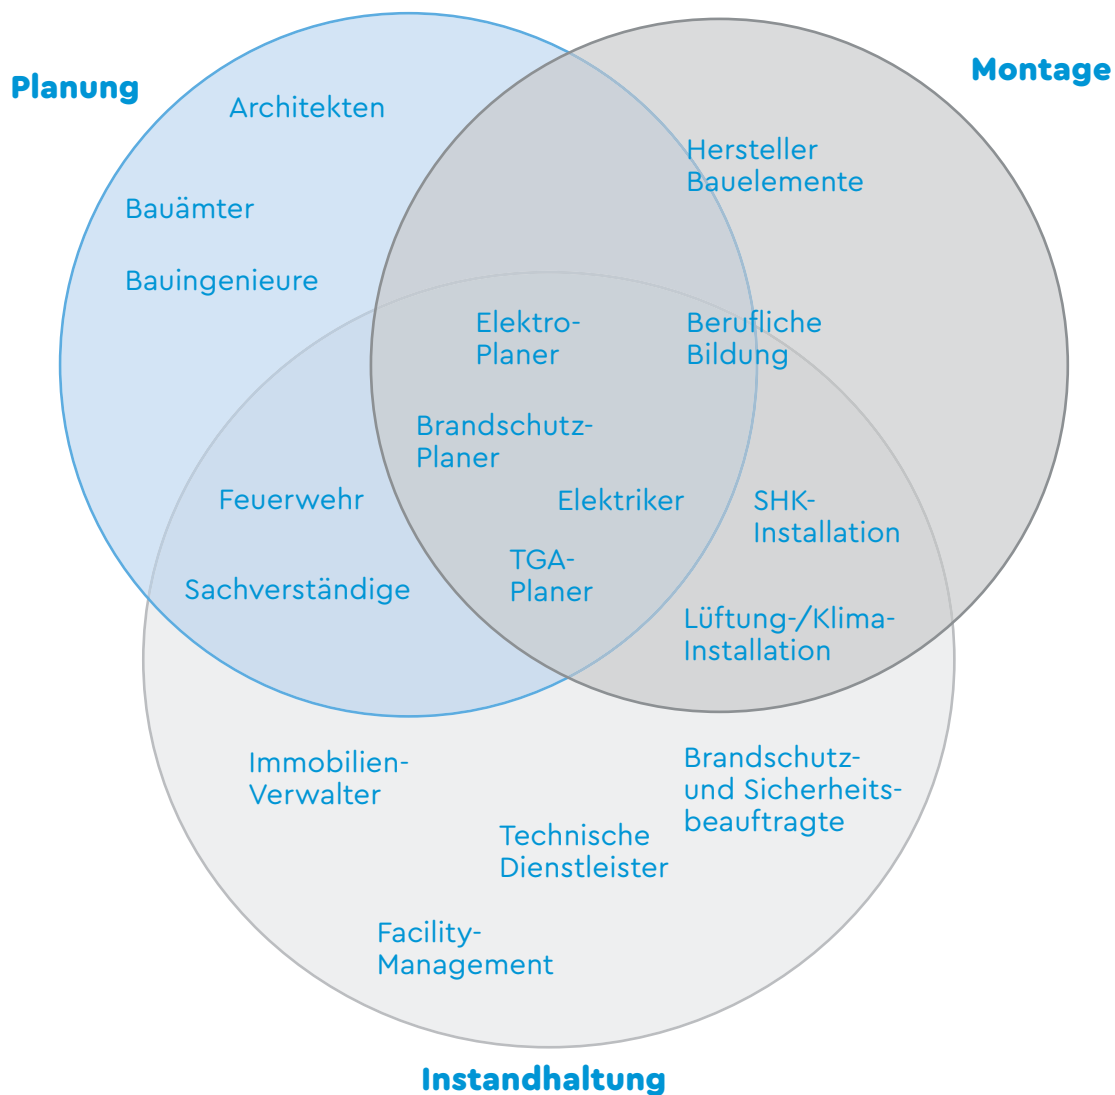 Planung
Montage
Architekten
Hersteller
Bauelemente
Bauämter
Bauingenieure
Elektro-
Planer
Berufliche
Bildung
Brandschutz-
Planer
Feuerwehr
Elektriker
SHK-
Installation
TGA-
Planer
Sachverständige
Lüftung-/Klima-
Installation
Immobilien-
Verwalter
Brandschutz-
und Sicherheits-
beauftragte
Technische
Dienstleister
Facility-
Management
Instandhaltung